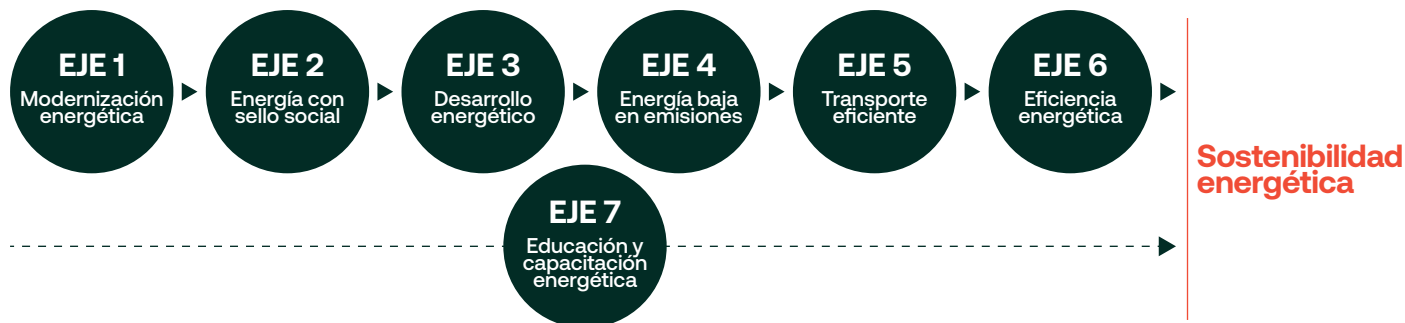 EJE 1
Modernización
energética
EJE 2
Energía con
sello social
EJE 3
Desarrollo
energético
EJE 4
Energía baja
en emisiones
EJE 5
Transporte
eficiente
EJE 6
Eficiencia
energética
EJE 7
Educación y
capacitación
energética
Sostenibilidad
energética